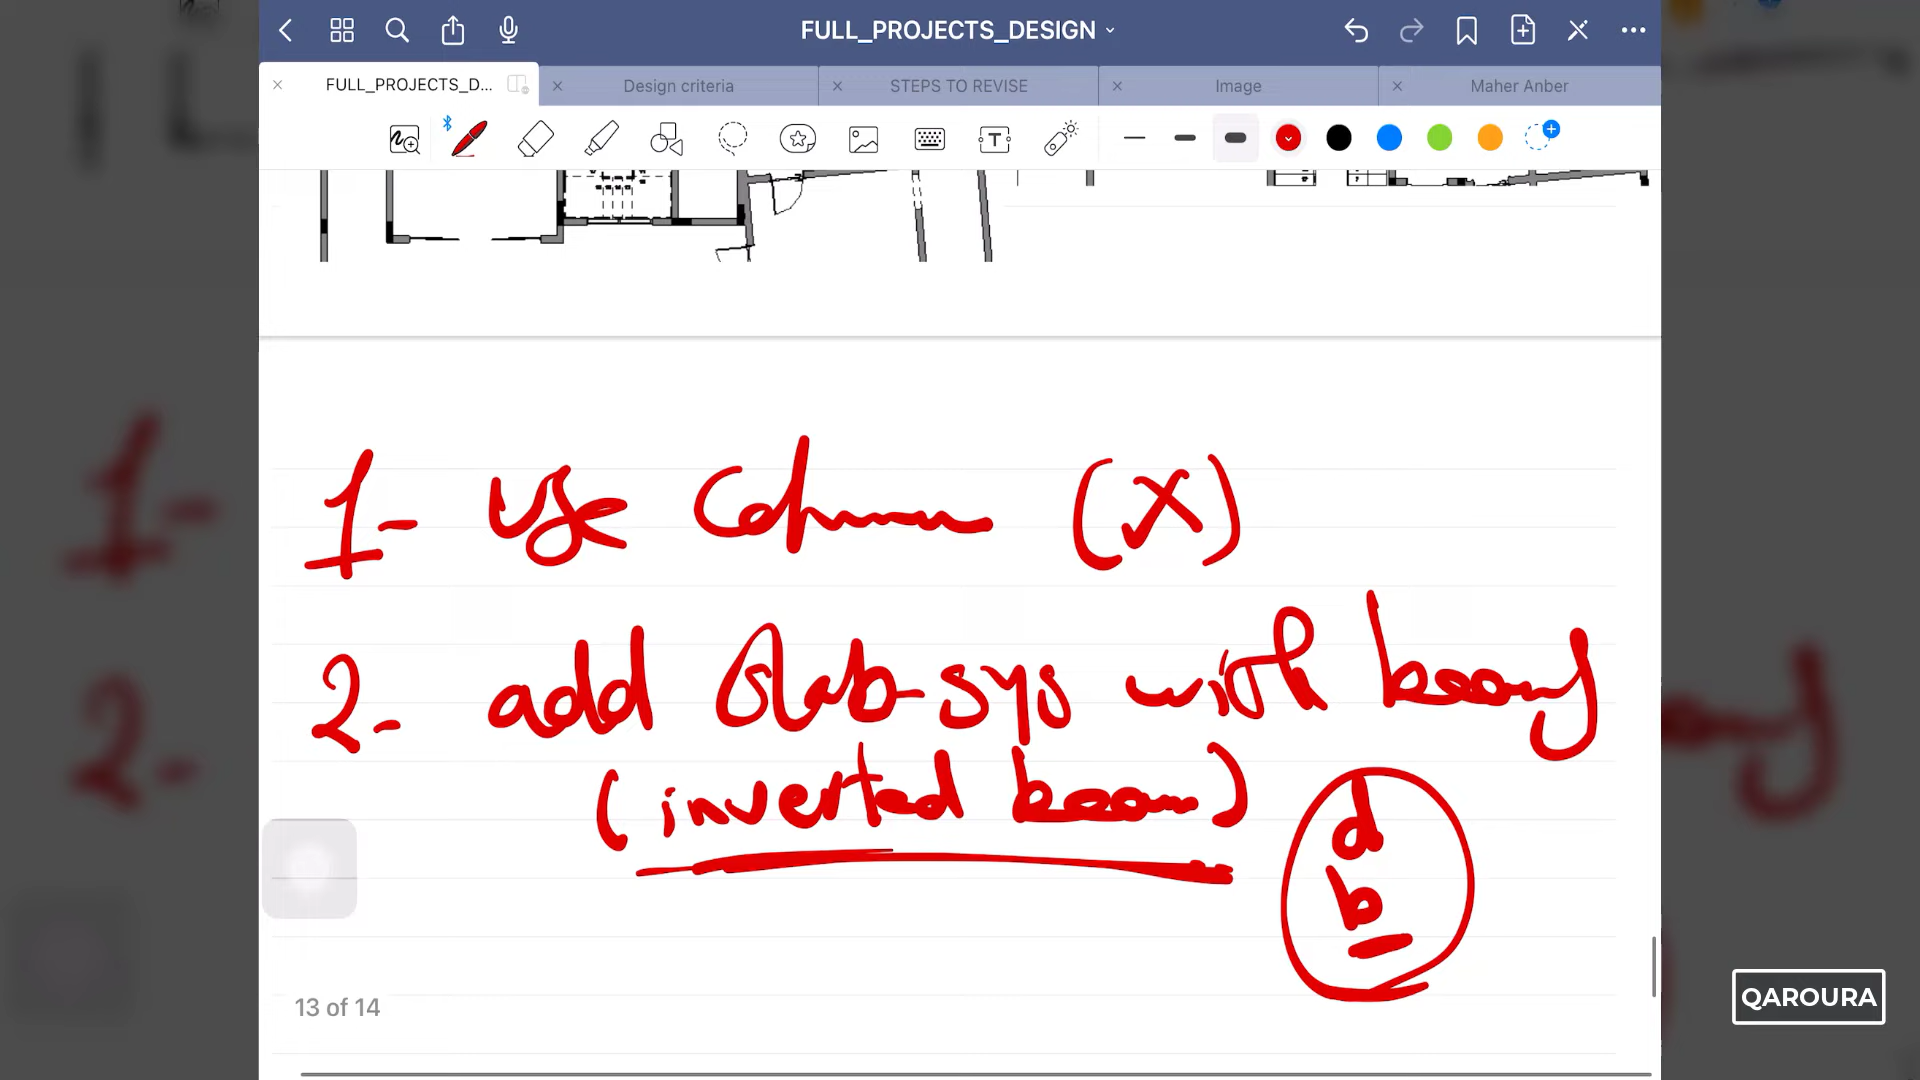 FULL_PROJECTS_DESIGN
FULL_PROJECTS_D...
Design criteria
STEPS TO REVISE
Image
Maher Anber
T
1- use Column (X)
2- add Slab-sys with beams
(inverted beam)
d
b
13 of 14
QAROURA